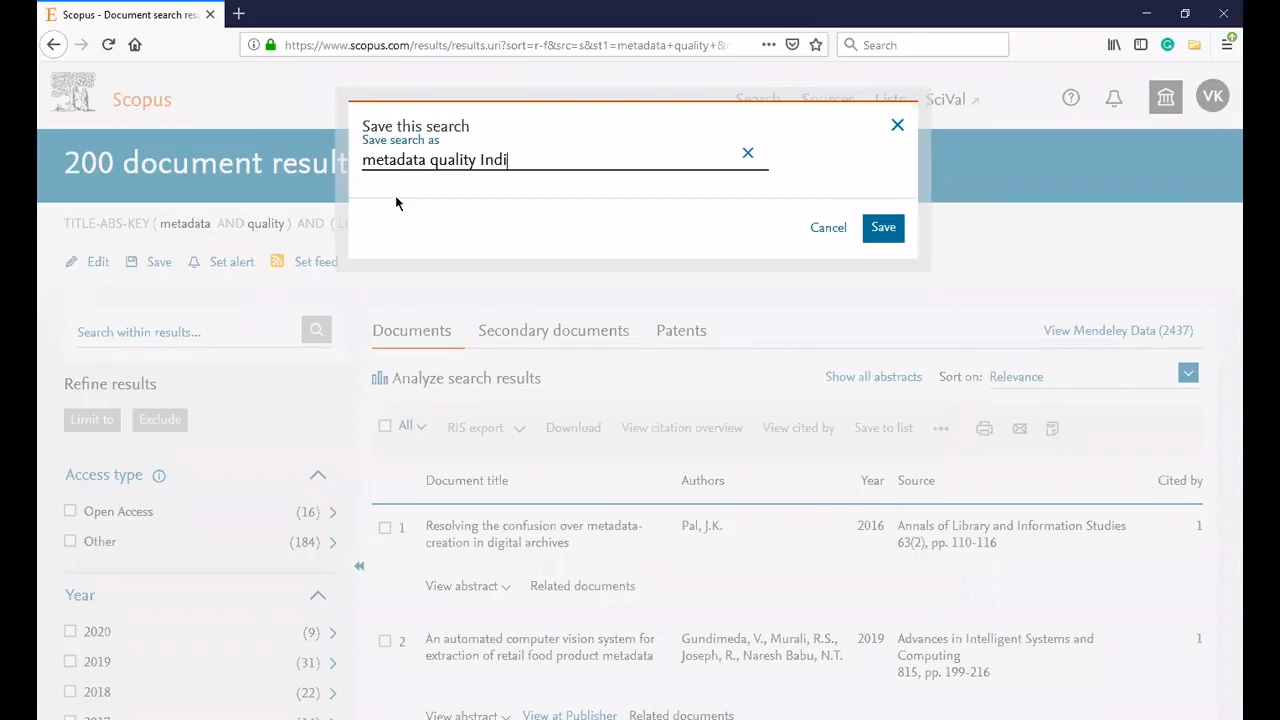 Scopus - Document search res
https://www.scopus.com/results/results.uri?sort=r-f&src=s&st1=metadata+quality+&
Search
Scopus
Search Sources Lists SciVal
VK
200 document result
Save this search
Save search as
metadata quality Indi
Cancel
Save
TITLE-ABS-KEY ( metadata AND quality ) AND (
Edit Save Set alert Set feed
Search within results...
Documents Secondary documents Patents
View Mendeley Data (2437)
Refine results
Limit to
Exclude
Analyze search results
Show all abstracts
Sort on: Relevance
All
RIS export
Download
View citation overview
View cited by
Save to list
Access type
Open Access (16)
Other (184)
Year
2020 (9)
2019 (31)
2018 (22)
Document title Authors Year Source Cited by
1 Resolving the confusion over metadata- Pal, J.K. 2016 Annals of Library and Information Studies 1
creation in digital archives 63(2), pp. 110-116
View abstract Related documents
2 An automated computer vision system for Gundimeda, V., Murali, R.S., 2019 Advances in Intelligent Systems and 1
extraction of retail food product metadata Joseph, R., Naresh Babu, N.T. Computing
815, pp. 199-216
View abstract View at Publisher Related documents